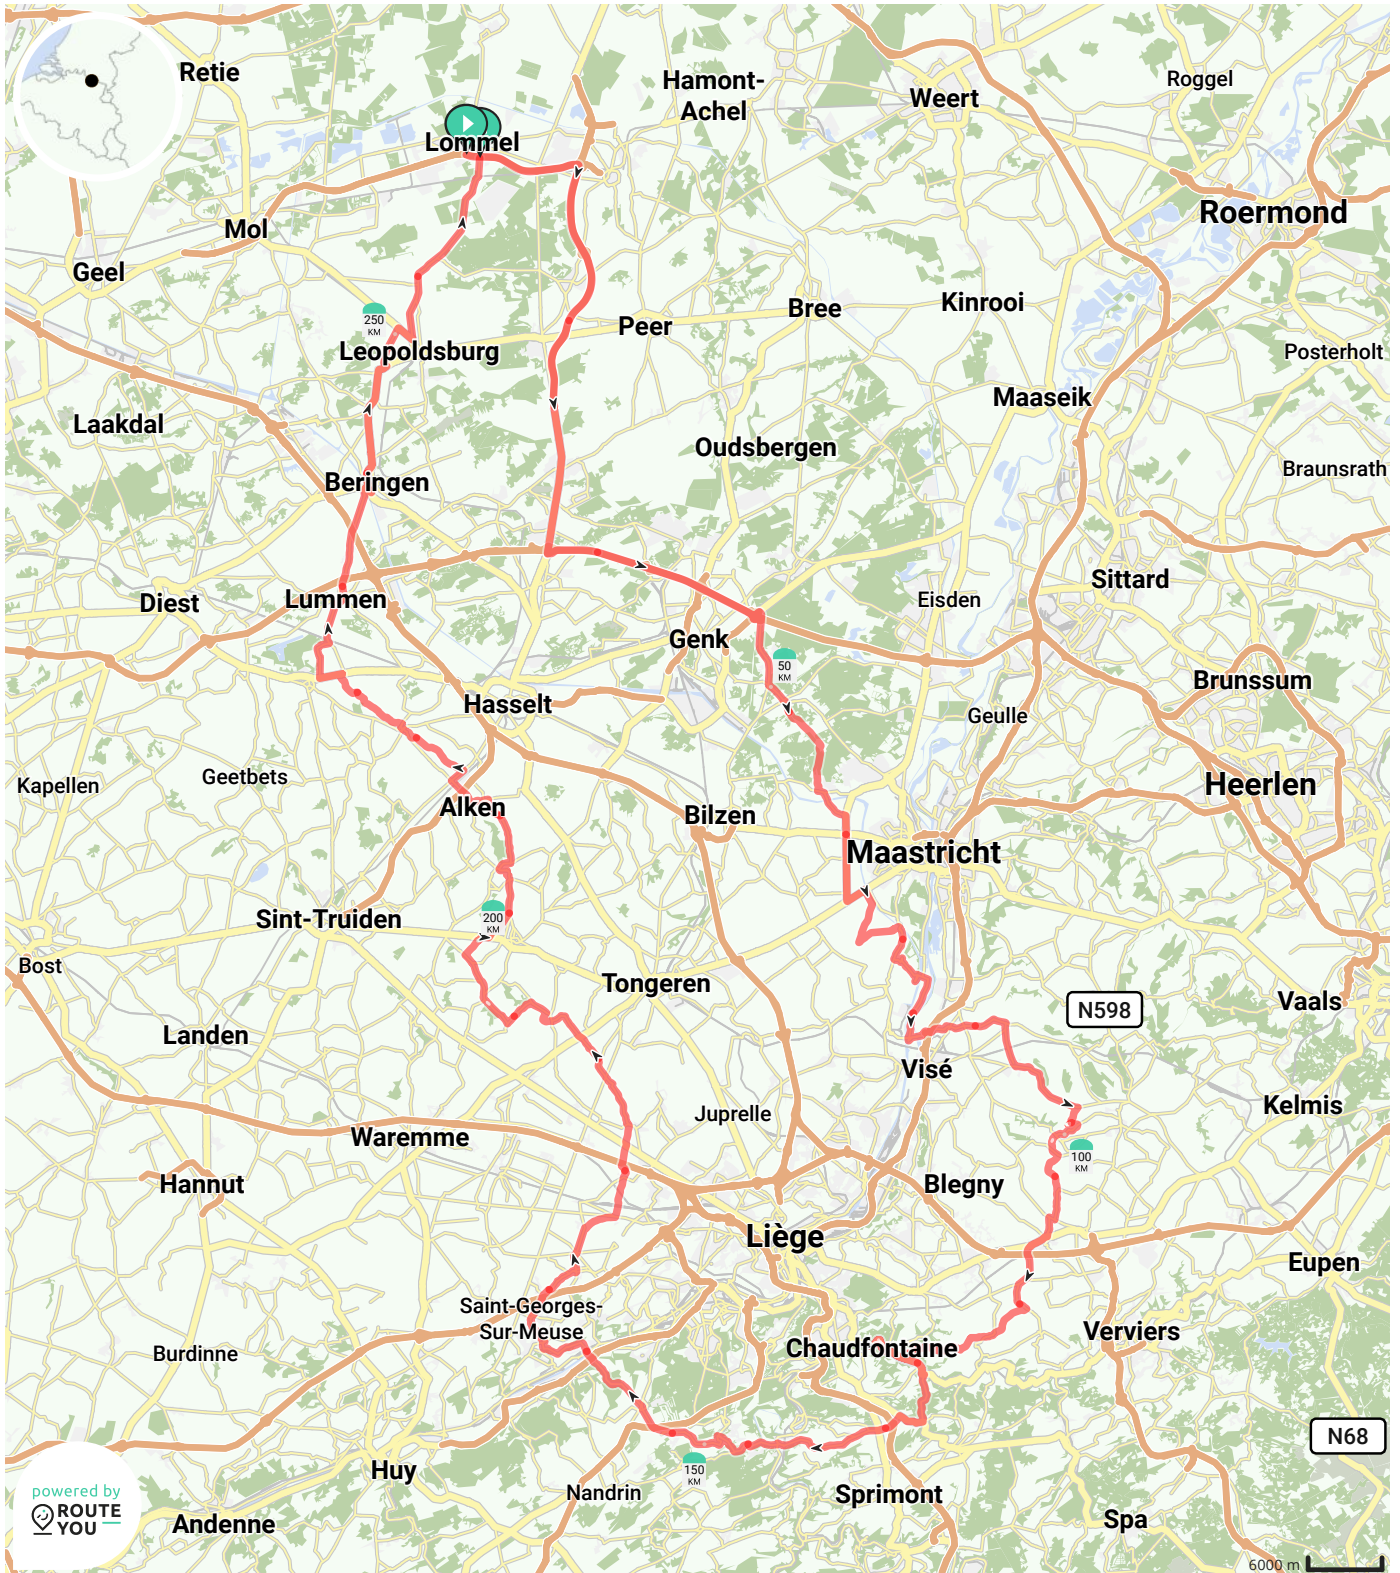 Retie
Hamont-
Achel
Weert
Roggel
Lommel
Roermond
Mol
Geel
250
KM
Peer
Bree
Kinrooi
Leopoldsburg
Posterholt
Maaseik
Laakdal
Oudsbergen
Braunsrath
Beringen
Sittard
Diest
Lummen
Eisden
Genk
50
KM
Brunssum
Hasselt
Geulle
Kapellen
Geetbets
Heerlen
Alken
Bilzen
Maastricht
Sint-Truiden
200
KM
Bost
Tongeren
Vaals
N598
Landen
Visé
Kelmis
Juprelle
Waremme
100
KM
Hannut
Blegny
Liège
Eupen
Saint-Georges-
Sur-Meuse
Verviers
Burdinne
Chaudfontaine
N68
Huy
150
KM
Nandrin
Sprimont
powered by
ROUTE
YOU
Andenne
Spa
6000 m